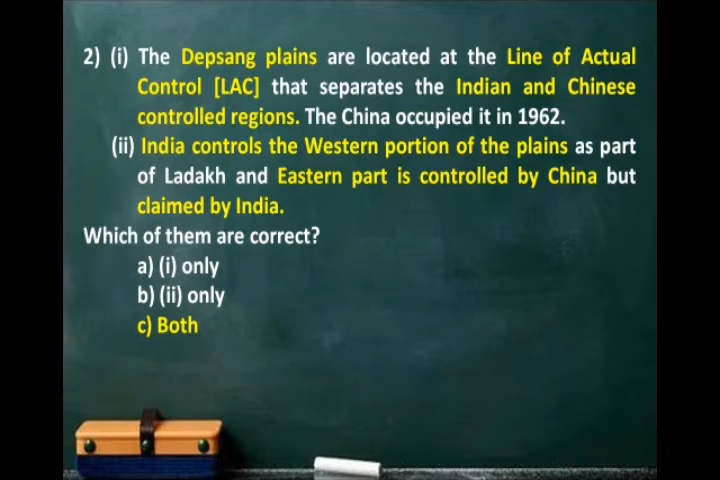 2) (i) The Depsang plains are located at the Line of Actual
Control [LAC] that separates the Indian and Chinese
controlled regions. The China occupied it in 1962.
(ii) India controls the Western portion of the plains as part
of Ladakh and Eastern part is controlled by China but
claimed by India.
Which of them are correct?
a) (i) only
b) (ii) only
c) Both